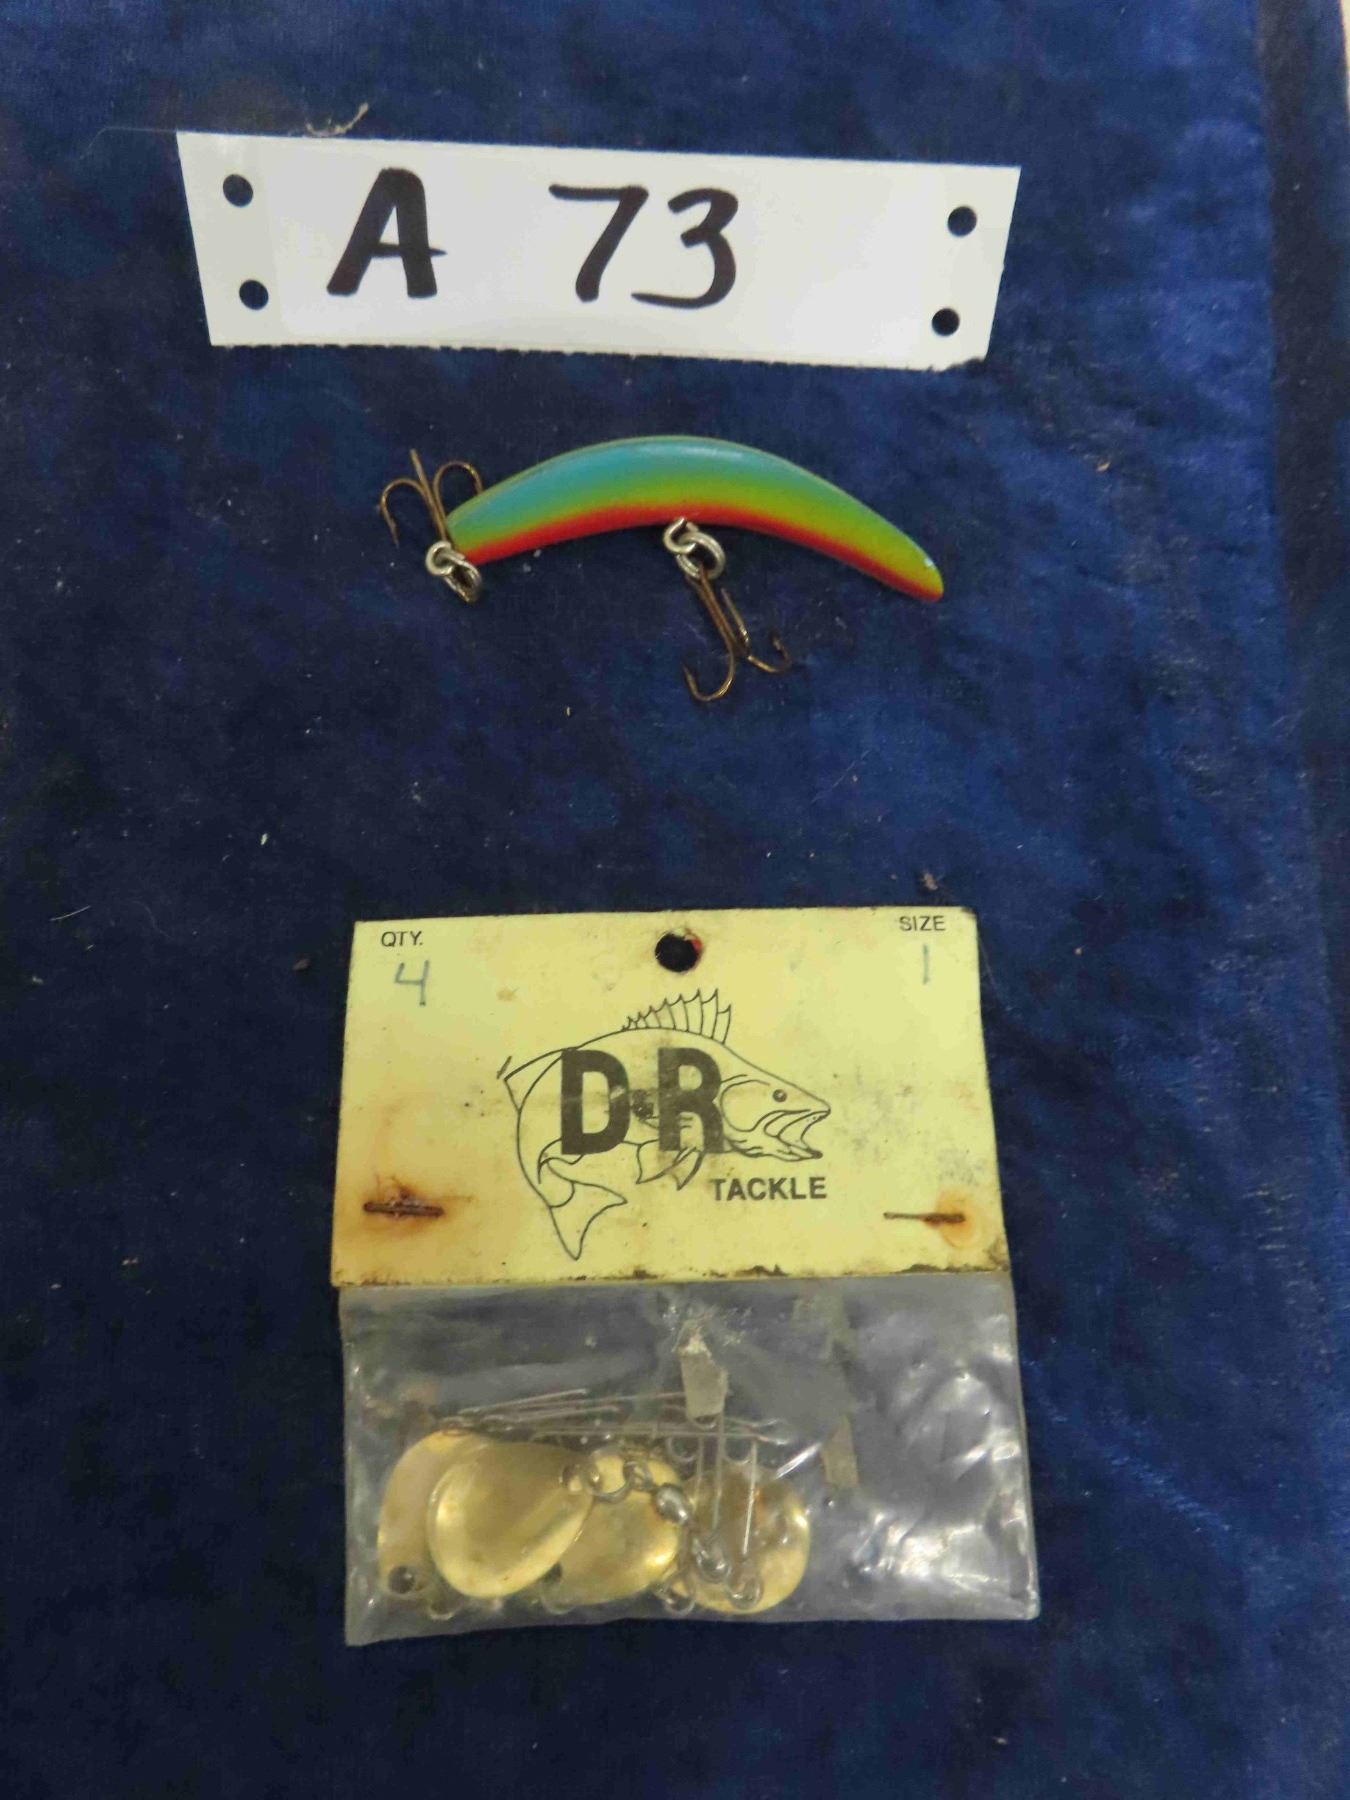 A 73
QTY. SIZE
4 1
D&R
TACKLE